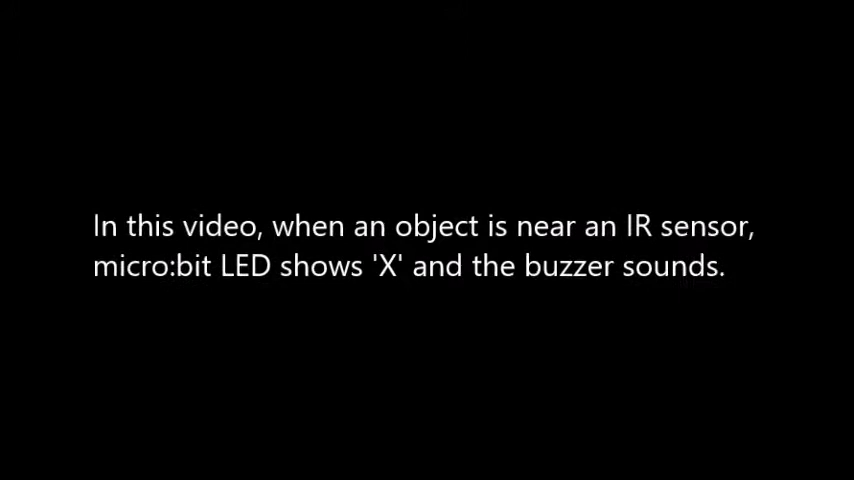 In this video, when an object is near an IR sensor,
micro:bit LED shows 'X' and the buzzer sounds.